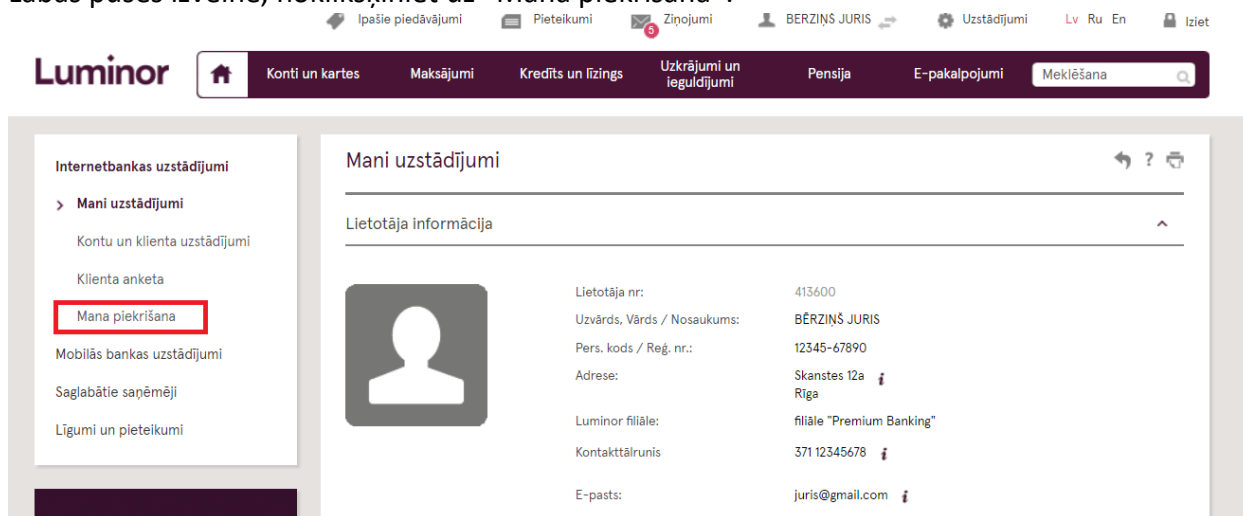 Labās puses izvēlnē, noklikšķiniet uz "Mana piekrišana".
Īpašie piedāvājumi Pieteikumi 5 Ziņojumi BERZIŅŠ JURIS Uzstādījumi Lv Ru En Iziet
Luminor Konti un kartes Maksājumi Kredīts un līzings Uzkrājumi un ieguldījumi Pensija E-pakalpojumi Meklēšana
Internetbankas uzstādījumi
Mani uzstādījumi
Kontu un klienta uzstādījumi
Klienta anketa
Mana piekrišana
Mobilās bankas uzstādījumi
Saglabātie saņēmēji
Līgumi un pieteikumi
Mani uzstādījumi ?
Lietotāja informācija
Lietotāja nr: 413600
Uzvārds, Vārds / Nosaukums: BĒRZIŅŠ JURIS
Pers. kods / Reģ. nr.: 12345-67890
Adrese: Skanstes 12a i
Rīga
Luminor filiāle: filiāle "Premium Banking"
Kontakttālrunis 371 12345678 i
E-pasts: juris@gmail.com i